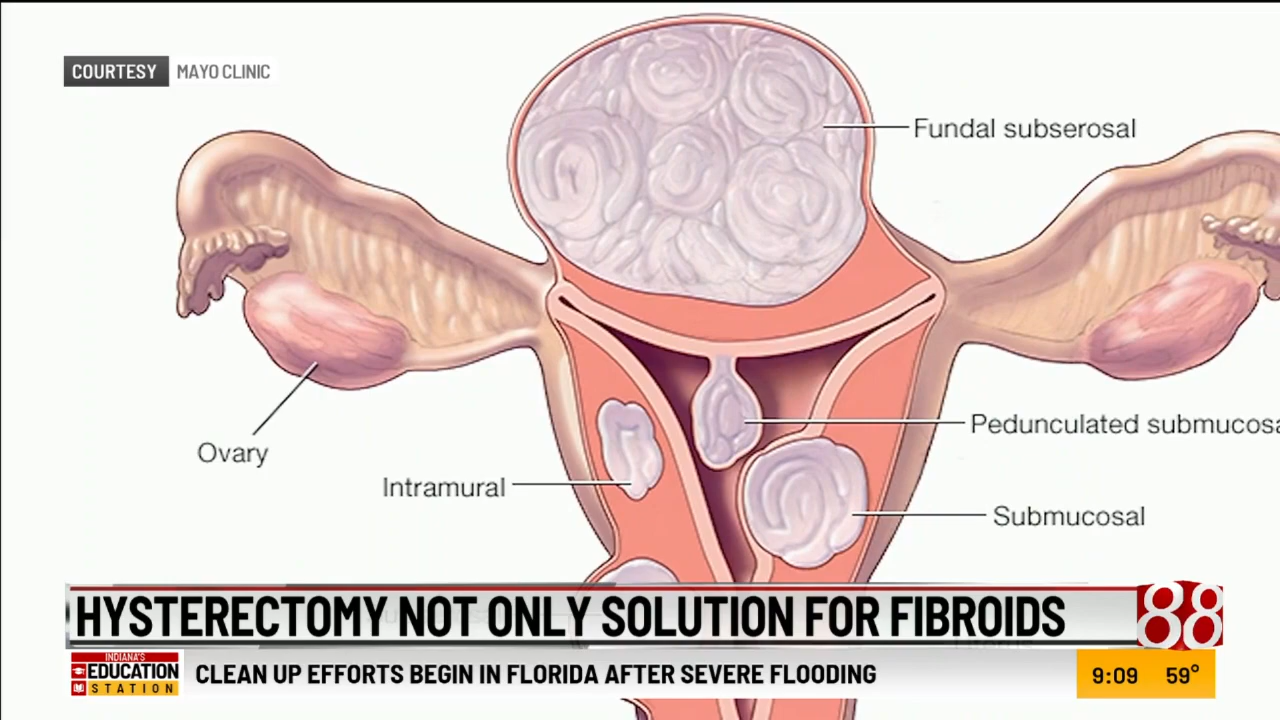 COURTESY MAYO CLINIC
Fundal subserosal
Pedunculated submucosa
Ovary
Intramural
Submucosal
HYSTERECTOMY NOT ONLY SOLUTION FOR FIBROIDS
88
INDIANA'S
EDUCATION
STATION
CLEAN UP EFFORTS BEGIN IN FLORIDA AFTER SEVERE FLOODING
9:09 59°